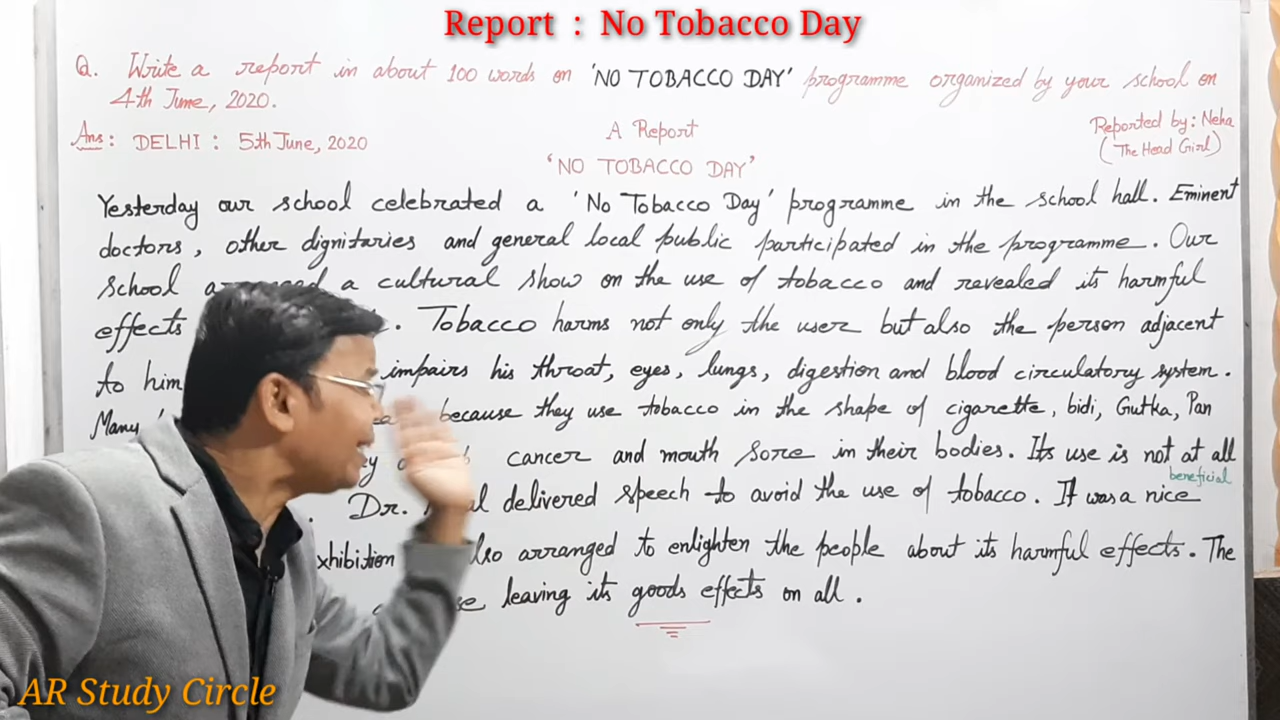 Report : No Tobacco Day
Q. Write a report in about 100 words on 'NO TOBACCO DAY' programme organized by your school on
4th June, 2020.
Ans: DELHI : 5th June, 2020
A Report
Reported by: Neha
(The Head Girl)
'NO TOBACCO DAY'
Yesterday our school celebrated a 'No Tobacco Day' programme in the school hall. Eminent
doctors, other dignitaries and general local public participated in the programme. Our
school a cultural show on the use of tobacco and revealed its harmful
effects . Tobacco harms not only the user but also the person adjacent
to him impairs his throat, eyes, lungs, digestion and blood circulatory system.
Many because they use tobacco in the shape of cigarette, bidi, Gutka, Pan
cancer and mouth sore in their bodies. Its use is not at all
beneficial
. Dr. delivered speech to avoid the use of tobacco. It was a nice
xhibition arranged to enlighten the people about its harmful effects. The
leaving its goods effects on all.
AR Study Circle